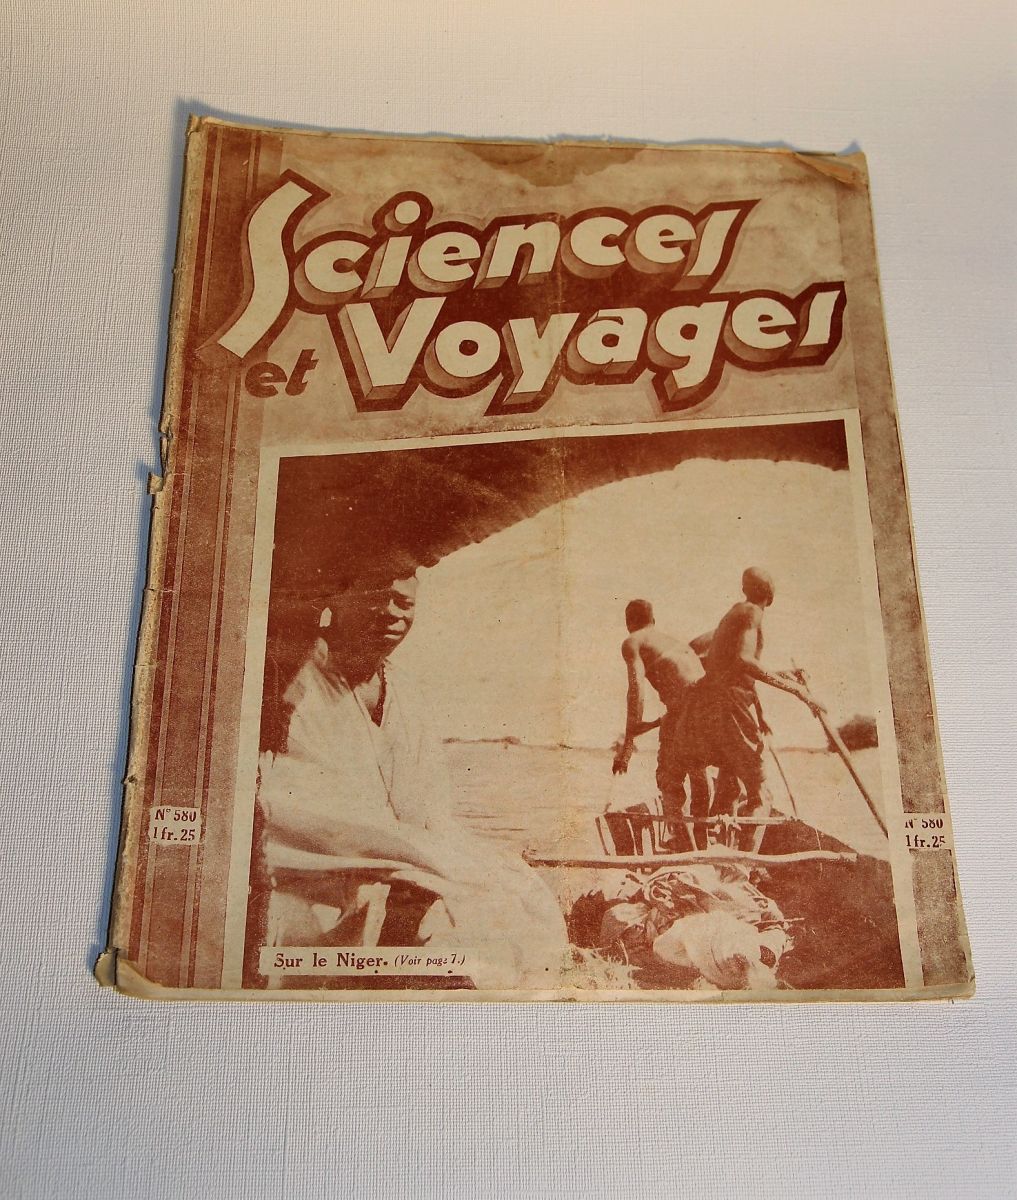 Sciences
et Voyages
N° 580
1 fr. 25
N° 580
1 fr. 25
Sur le Niger. (Voir page 7.)